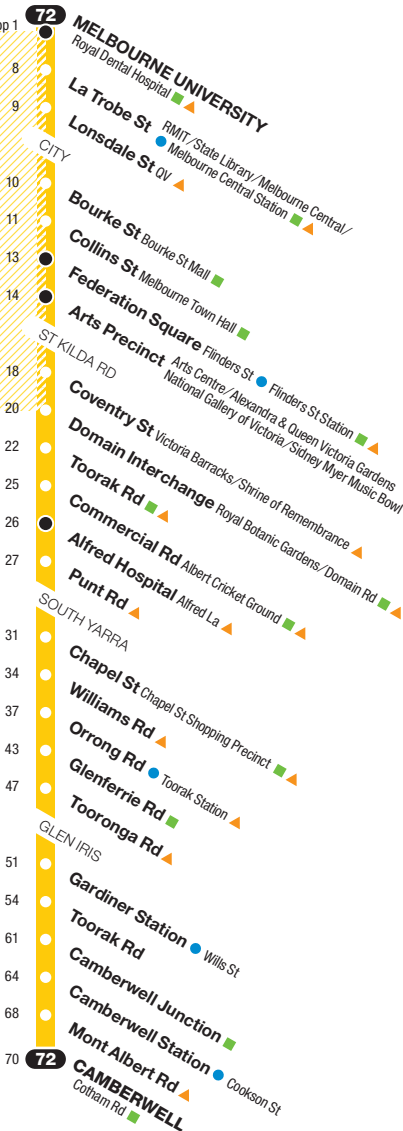 72
op 1
MELBOURNE UNIVERSITY
Royal Dental Hospital
8
La Trobe St RMIT/State Library/Melbourne Central/
Melbourne Central Station
9
Lonsdale St QV
CITY
10
Bourke St Bourke St Mall
11
Collins St Melbourne Town Hall
13
Federation Square Flinders St Flinders St Station
14
Arts Precinct Arts Centre/Alexandra & Queen Victoria Gardens
National Gallery of Victoria/Sidney Myer Music Bowl
ST KILDA RD
18
Coventry St Victoria Barracks/Shrine of Remembrance
20
Domain Interchange Royal Botanic Gardens/Domain Rd
22
Toorak Rd
25
Commercial Rd Albert Cricket Ground
26
Alfred Hospital Alfred La
27
Punt Rd
SOUTH YARRA
31
Chapel St Chapel St Shopping Precinct
34
Williams Rd
37
Orrong Rd Toorak Station
43
Glenferrie Rd
47
Tooronga Rd
GLEN IRIS
51
Gardiner Station Wills St
54
Toorak Rd
61
Camberwell Junction
64
Camberwell Station Cookson St
68
Mont Albert Rd
70
72
CAMBERWELL
Cotham Rd